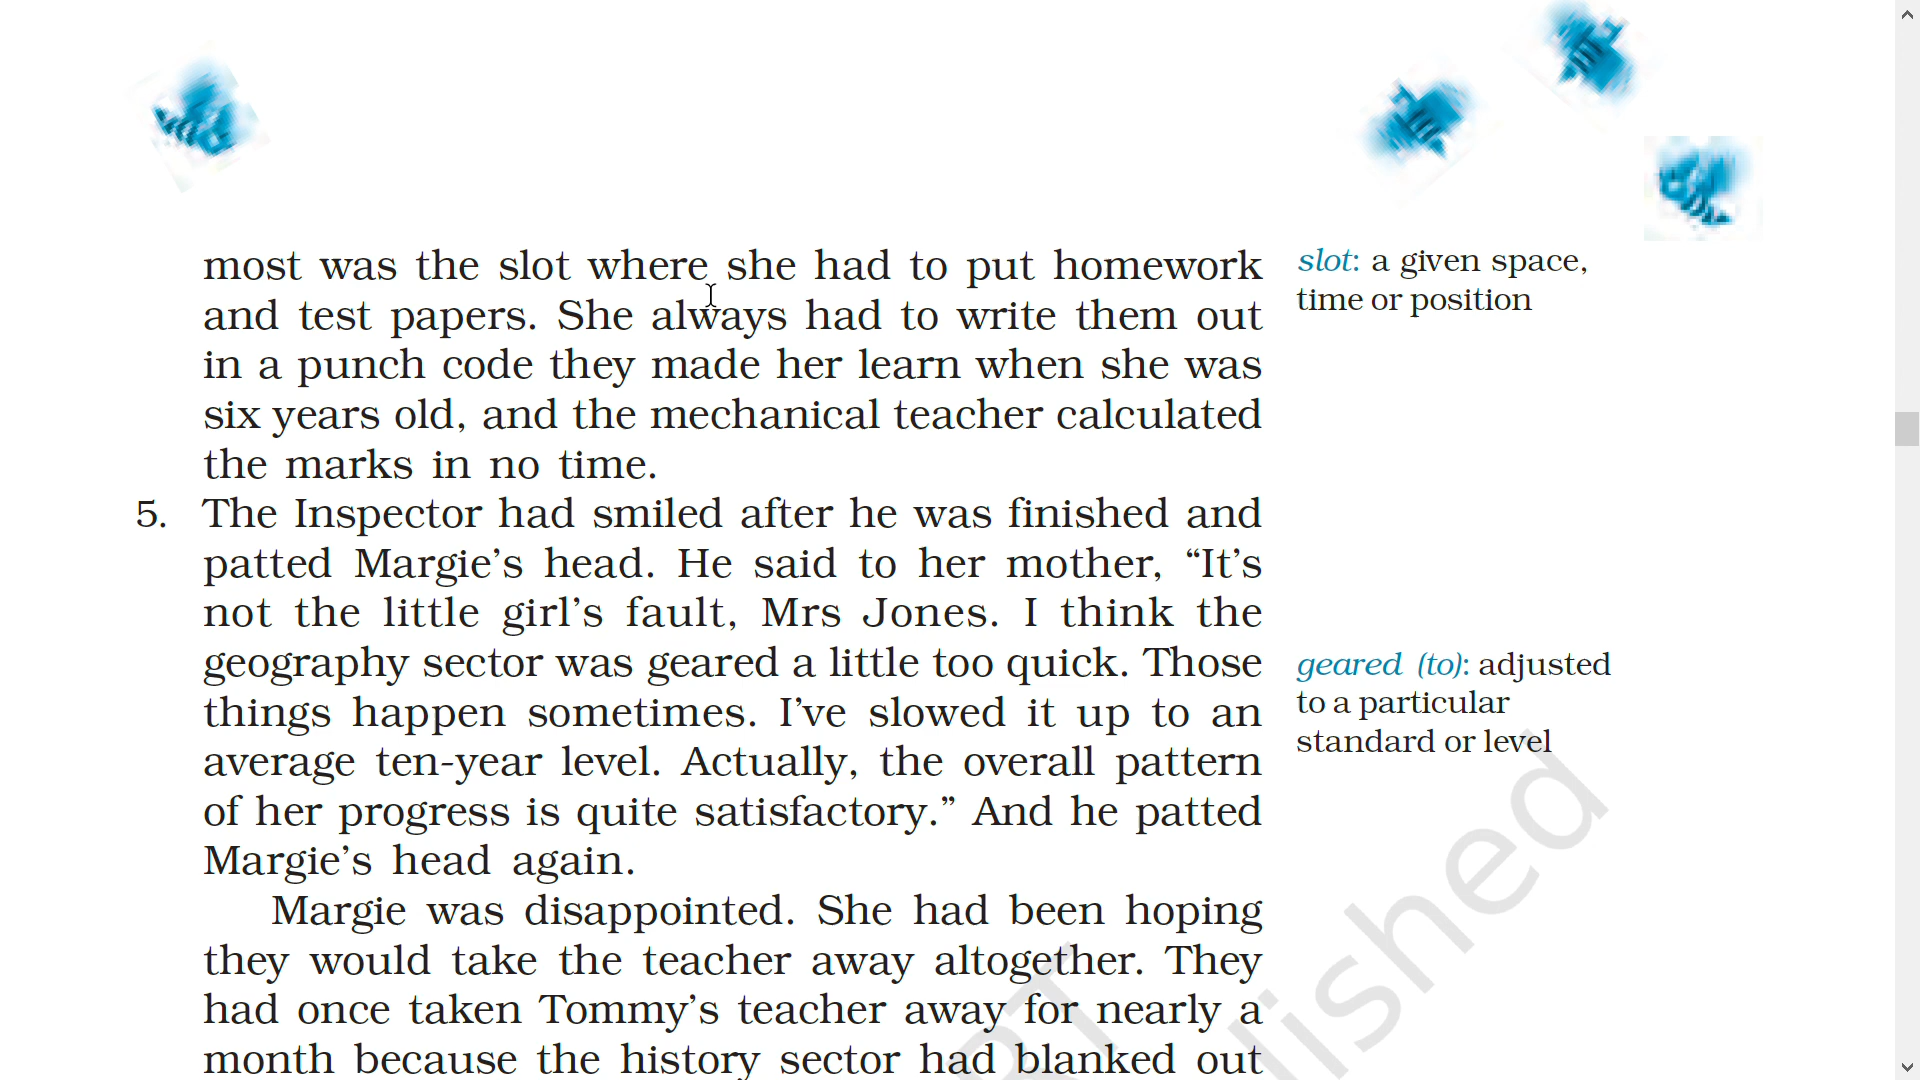 most was the slot where she had to put homework
and test papers. She always had to write them out
in a punch code they made her learn when she was
six years old, and the mechanical teacher calculated
the marks in no time.
slot: a given space,
time or position
5. The Inspector had smiled after he was finished and
patted Margie’s head. He said to her mother, “It’s
not the little girl’s fault, Mrs Jones. I think the
geography sector was geared a little too quick. Those
things happen sometimes. I’ve slowed it up to an
average ten-year level. Actually, the overall pattern
of her progress is quite satisfactory.” And he patted
Margie’s head again.
geared (to): adjusted
to a particular
standard or level
Margie was disappointed. She had been hoping
they would take the teacher away altogether. They
had once taken Tommy’s teacher away for nearly a
month because the history sector had blanked out
RT
lished